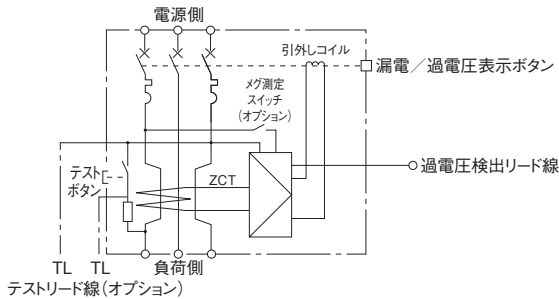 電源側
引外しコイル
漏電／過電圧表示ボタン
メグ測定
スイッチ
(オプション)
過電圧検出リード線
テスト
ボタン
ZCT
TL TL 負荷側
テストリード線(オプション)